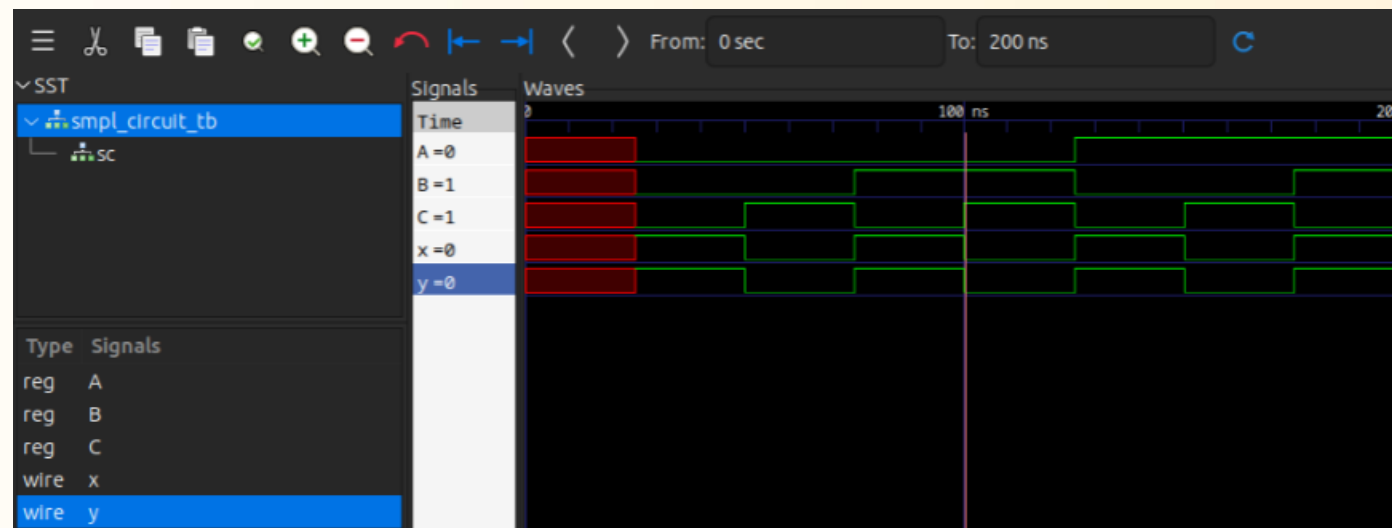 From: 0 sec To: 200 ns
SST
smpl_circuit_tb
sc
Type Signals
reg A
reg B
reg C
wire x
wire y
Signals
Time
A =0
B =1
C =1
x =0
y =0
Waves
0 100 ns 20